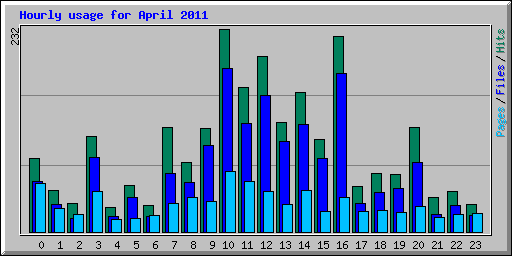 Hourly usage for April 2011
232
Pages / Files / Hits
0 1 2 3 4 5 6 7 8 9 10 11 12 13 14 15 16 17 18 19 20 21 22 23